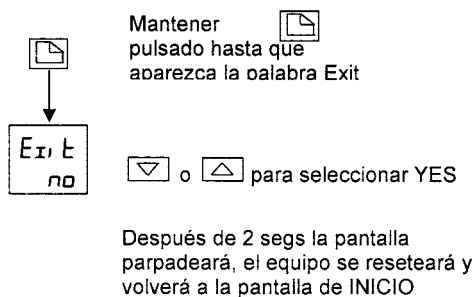 Mantener
pulsado hasta que
aparezca la palabra Exit
Exit
no
o para seleccionar YES
Después de 2 segs la pantalla
parpadeará, el equipo se reseteará y
volverá a la pantalla de INICIO